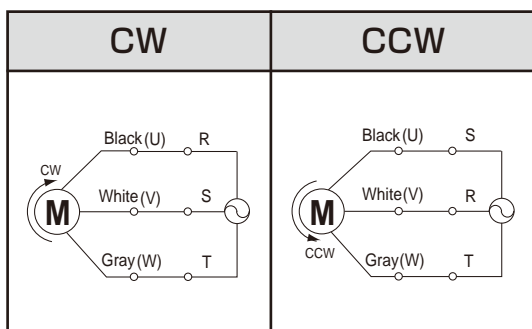 CW
CCW
Black(U) R
CW
White(V) S
M
Gray(W) T
Black(U) S
White(V) R
M
CCW
Gray(W) T